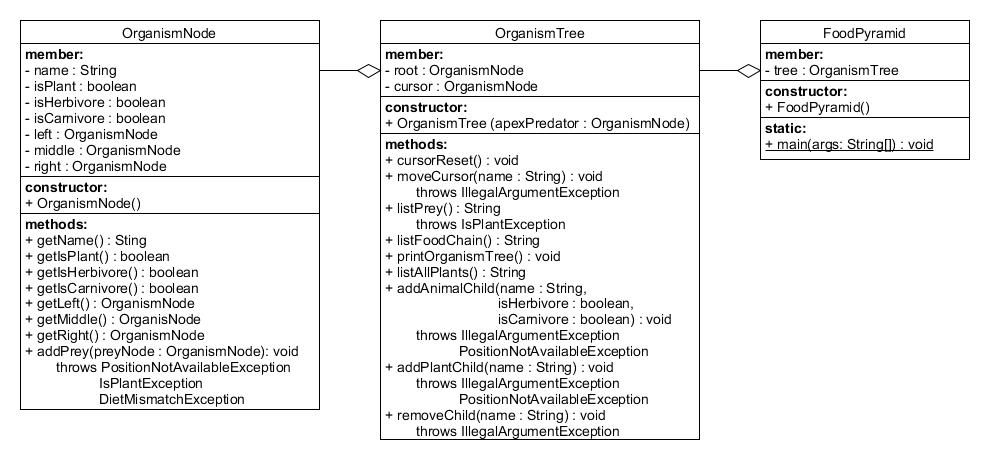 OrganismNode
member:
- name : String
- isPlant : boolean
- isHerbivore : boolean
- isCarnivore : boolean
- left : OrganismNode
- middle : OrganismNode
- right : OrganismNode
constructor:
+ OrganismNode()
methods:
+ getName() : Sting
+ getIsPlant() : boolean
+ getIsHerbivore() : boolean
+ getIsCarnivore() : boolean
+ getLeft() : OrganismNode
+ getMiddle() : OrganisNode
+ getRight() : OrganismNode
+ addPrey(preyNode : OrganismNode): void
throws PositionNotAvailableException
IsPlantException
DietMismatchException
OrganismTree
member:
- root : OrganismNode
- cursor : OrganismNode
constructor:
+ OrganismTree (apexPredator : OrganismNode)
methods:
+ cursorReset() : void
+ moveCursor(name : String) : void
throws IllegalArgumentException
+ listPrey() : String
throws IsPlantException
+ listFoodChain() : String
+ printOrganismTree() : void
+ listAllPlants() : String
+ addAnimalChild(name : String,
isHerbivore : boolean,
isCarnivore : boolean) : void
throws IllegalArgumentException
PositionNotAvailableException
+ addPlantChild(name : String) : void
throws IllegalArgumentException
PositionNotAvailableException
+ removeChild(name : String) : void
throws IllegalArgumentException
FoodPyramid
member:
- tree : OrganismTree
constructor:
+ FoodPyramid()
static:
+ main(args: String[]) : void